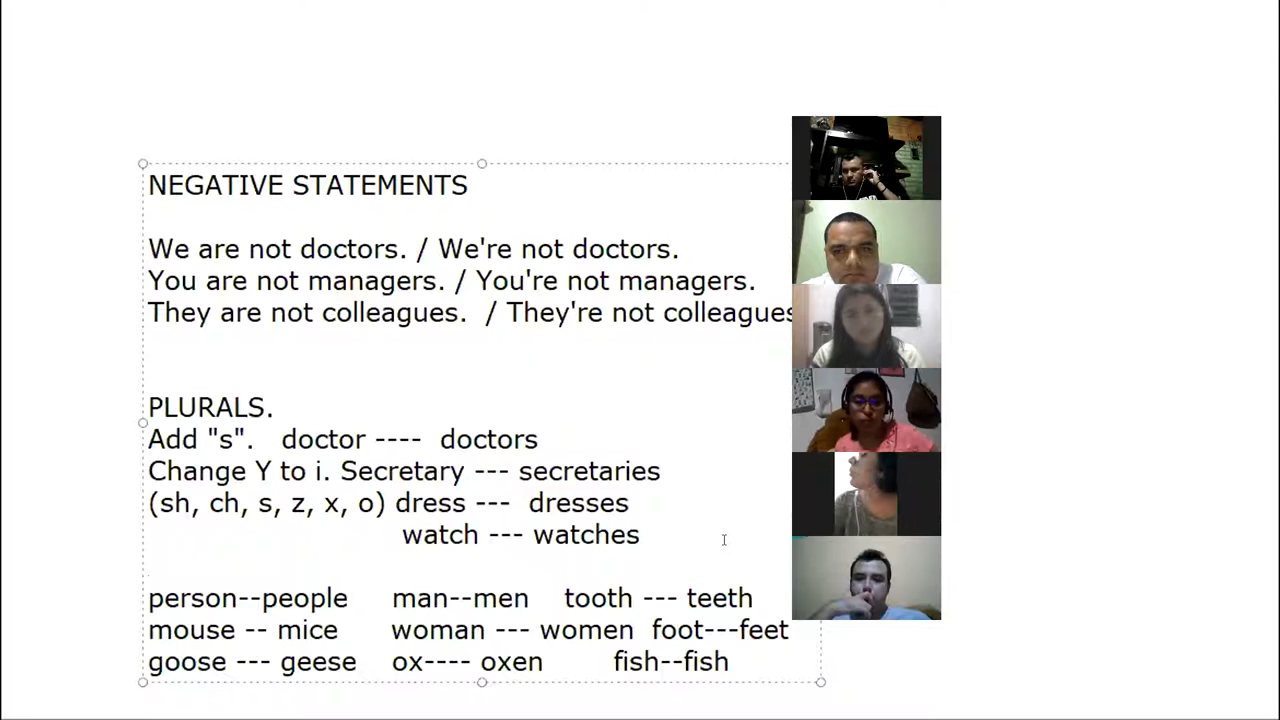 NEGATIVE STATEMENTS
We are not doctors. / We're not doctors.
You are not managers. / You're not managers.
They are not colleagues.  / They're not colleagues
PLURALS.
Add "s".   doctor ----  doctors
Change Y to i. Secretary --- secretaries
(sh, ch, s, z, x, o) dress ---  dresses
watch --- watches
person--people     man--men    tooth --- teeth
mouse -- mice      woman --- women  foot---feet
goose --- geese    ox---- oxen        fish--fish